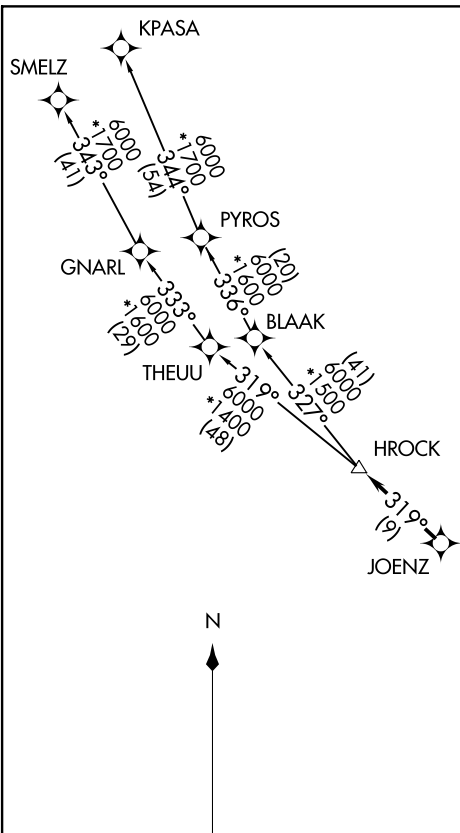 KPASA
SMELZ
6000
*1700
343°
(41)
6000
*1700
344°
(54)
PYROS
GNARL
(20)
6000
*1600
336°
333°
6000
*1600
(29)
BLAAK
THEUU
(41)
6000
*1500
327°
319°
6000
*1400
(48)
HROCK
319°
(9)
JOENZ
N